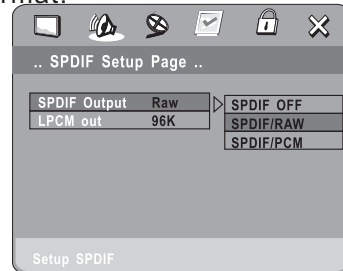 .. SPDIF Setup Page ..
SPDIF Output Raw
LPCM out 96K
SPDIF OFF
SPDIF/RAW
SPDIF/PCM
Setup SPDIF